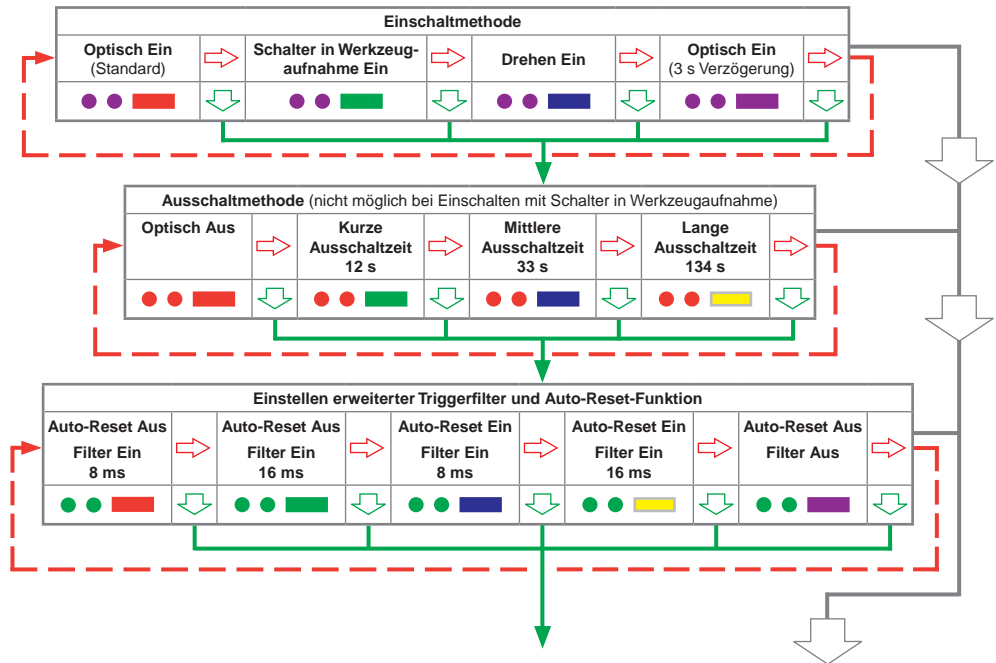 Einschaltmethode
Optisch Ein
(Standard)
Schalter in Werkzeug-
aufnahme Ein
Drehen Ein
Optisch Ein
(3 s Verzögerung)
Ausschaltmethode (nicht möglich bei Einschalten mit Schalter in Werkzeugaufnahme)
Optisch Aus
Kurze
Ausschaltzeit
12 s
Mittlere
Ausschaltzeit
33 s
Lange
Ausschaltzeit
134 s
Einstellen erweiterter Triggerfilter und Auto-Reset-Funktion
Auto-Reset Aus
Filter Ein
8 ms
Auto-Reset Aus
Filter Ein
16 ms
Auto-Reset Ein
Filter Ein
8 ms
Auto-Reset Ein
Filter Ein
16 ms
Auto-Reset Aus
Filter Aus